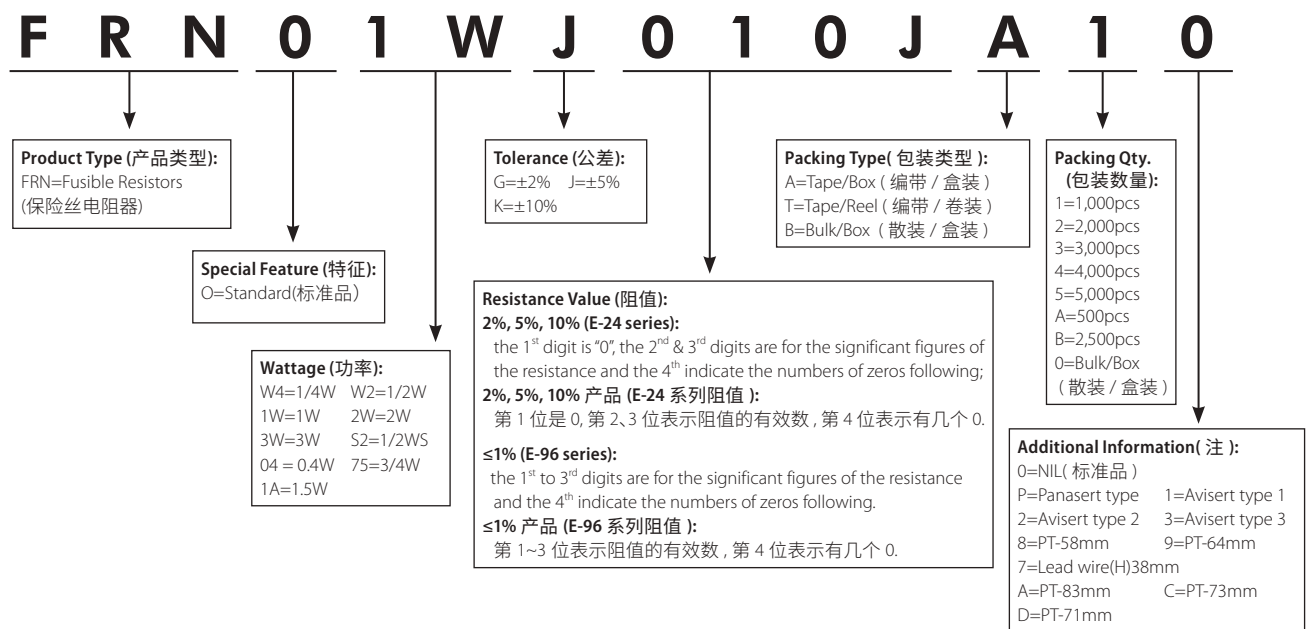 FRN01WJ010JA10
Product Type (产品类型):
FRN=Fusible Resistors
(保险丝电阻器)
Special Feature (特征):
O=Standard(标准品)
Wattage (功率):
W4=1/4W W2=1/2W
1W=1W 2W=2W
3W=3W S2=1/2WS
04 = 0.4W 75=3/4W
1A=1.5W
Tolerance (公差):
G=±2% J=±5%
K=±10%
Resistance Value (阻值):
2%, 5%, 10% (E-24 series):
the 1st digit is "0", the 2nd & 3rd digits are for the significant figures of
the resistance and the 4th indicate the numbers of zeros following;
2%, 5%, 10% 产品 (E-24 系列阻值 ):
第 1 位是 0, 第 2、3 位表示阻值的有效数 , 第 4 位表示有几个 0.
≤1% (E-96 series):
the 1st to 3rd digits are for the significant figures of the resistance
and the 4th indicate the numbers of zeros following.
≤1% 产品 (E-96 系列阻值 ):
第 1~3 位表示阻值的有效数 , 第 4 位表示有几个 0.
Packing Type( 包装类型 ):
A=Tape/Box ( 编带 / 盒装 )
T=Tape/Reel ( 编带 / 卷装 )
B=Bulk/Box ( 散装 / 盒装 )
Packing Qty.
(包装数量):
1=1,000pcs
2=2,000pcs
3=3,000pcs
4=4,000pcs
5=5,000pcs
A=500pcs
B=2,500pcs
0=Bulk/Box
( 散装 / 盒装 )
Additional Information( 注 ):
0=NIL( 标准品 )
P=Panasert type 1=Avisert type 1
2=Avisert type 2 3=Avisert type 3
8=PT-58mm 9=PT-64mm
7=Lead wire(H)38mm
A=PT-83mm C=PT-73mm
D=PT-71mm